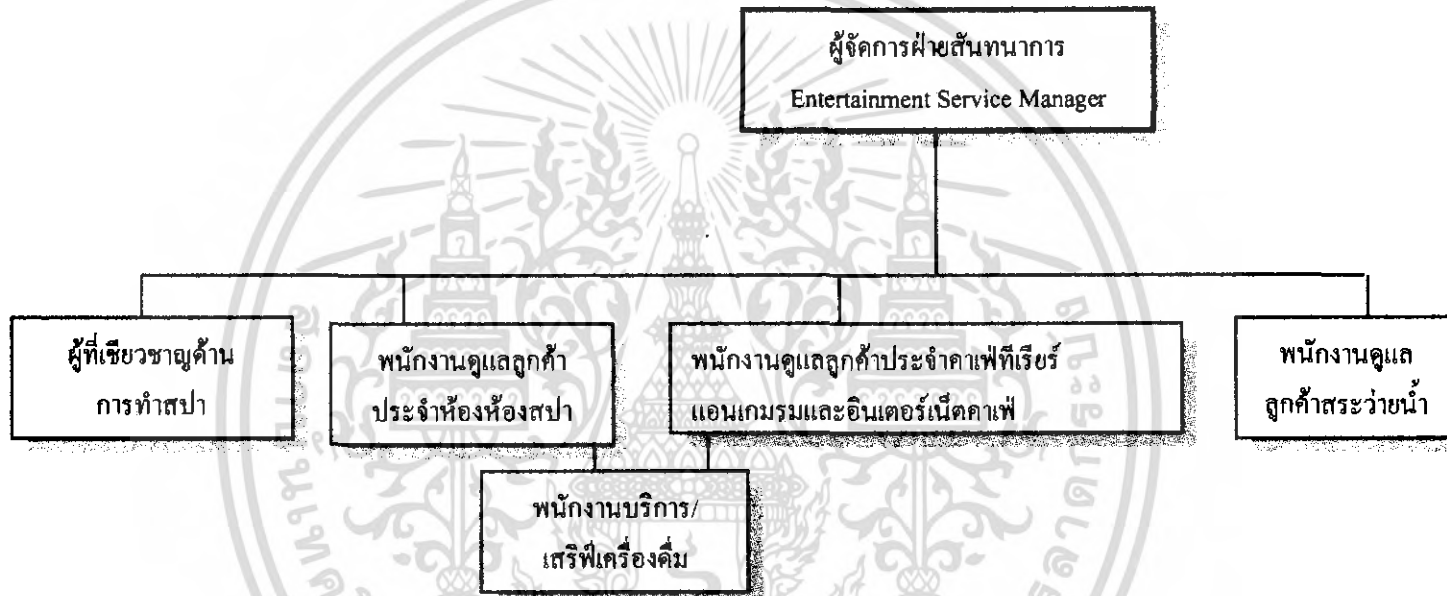 ผู้จัดการฝ่ายสันทนาการ
Entertainment Service Manager
ผู้ที่เชียวชาญด้าน
การทำสปา
พนักงานดูแลลูกค้า
ประจำห้องห้องสปา
พนักงานดูแลลูกค้าประจำคาเฟ่ทีเรียร์
แอนเกมรมและอินเตอร์เน็ตคาเฟ่
พนักงานดูแล
ลูกค้าสระว่ายน้ำ
พนักงานบริการ/
เสริฟเครื่องดื่ม